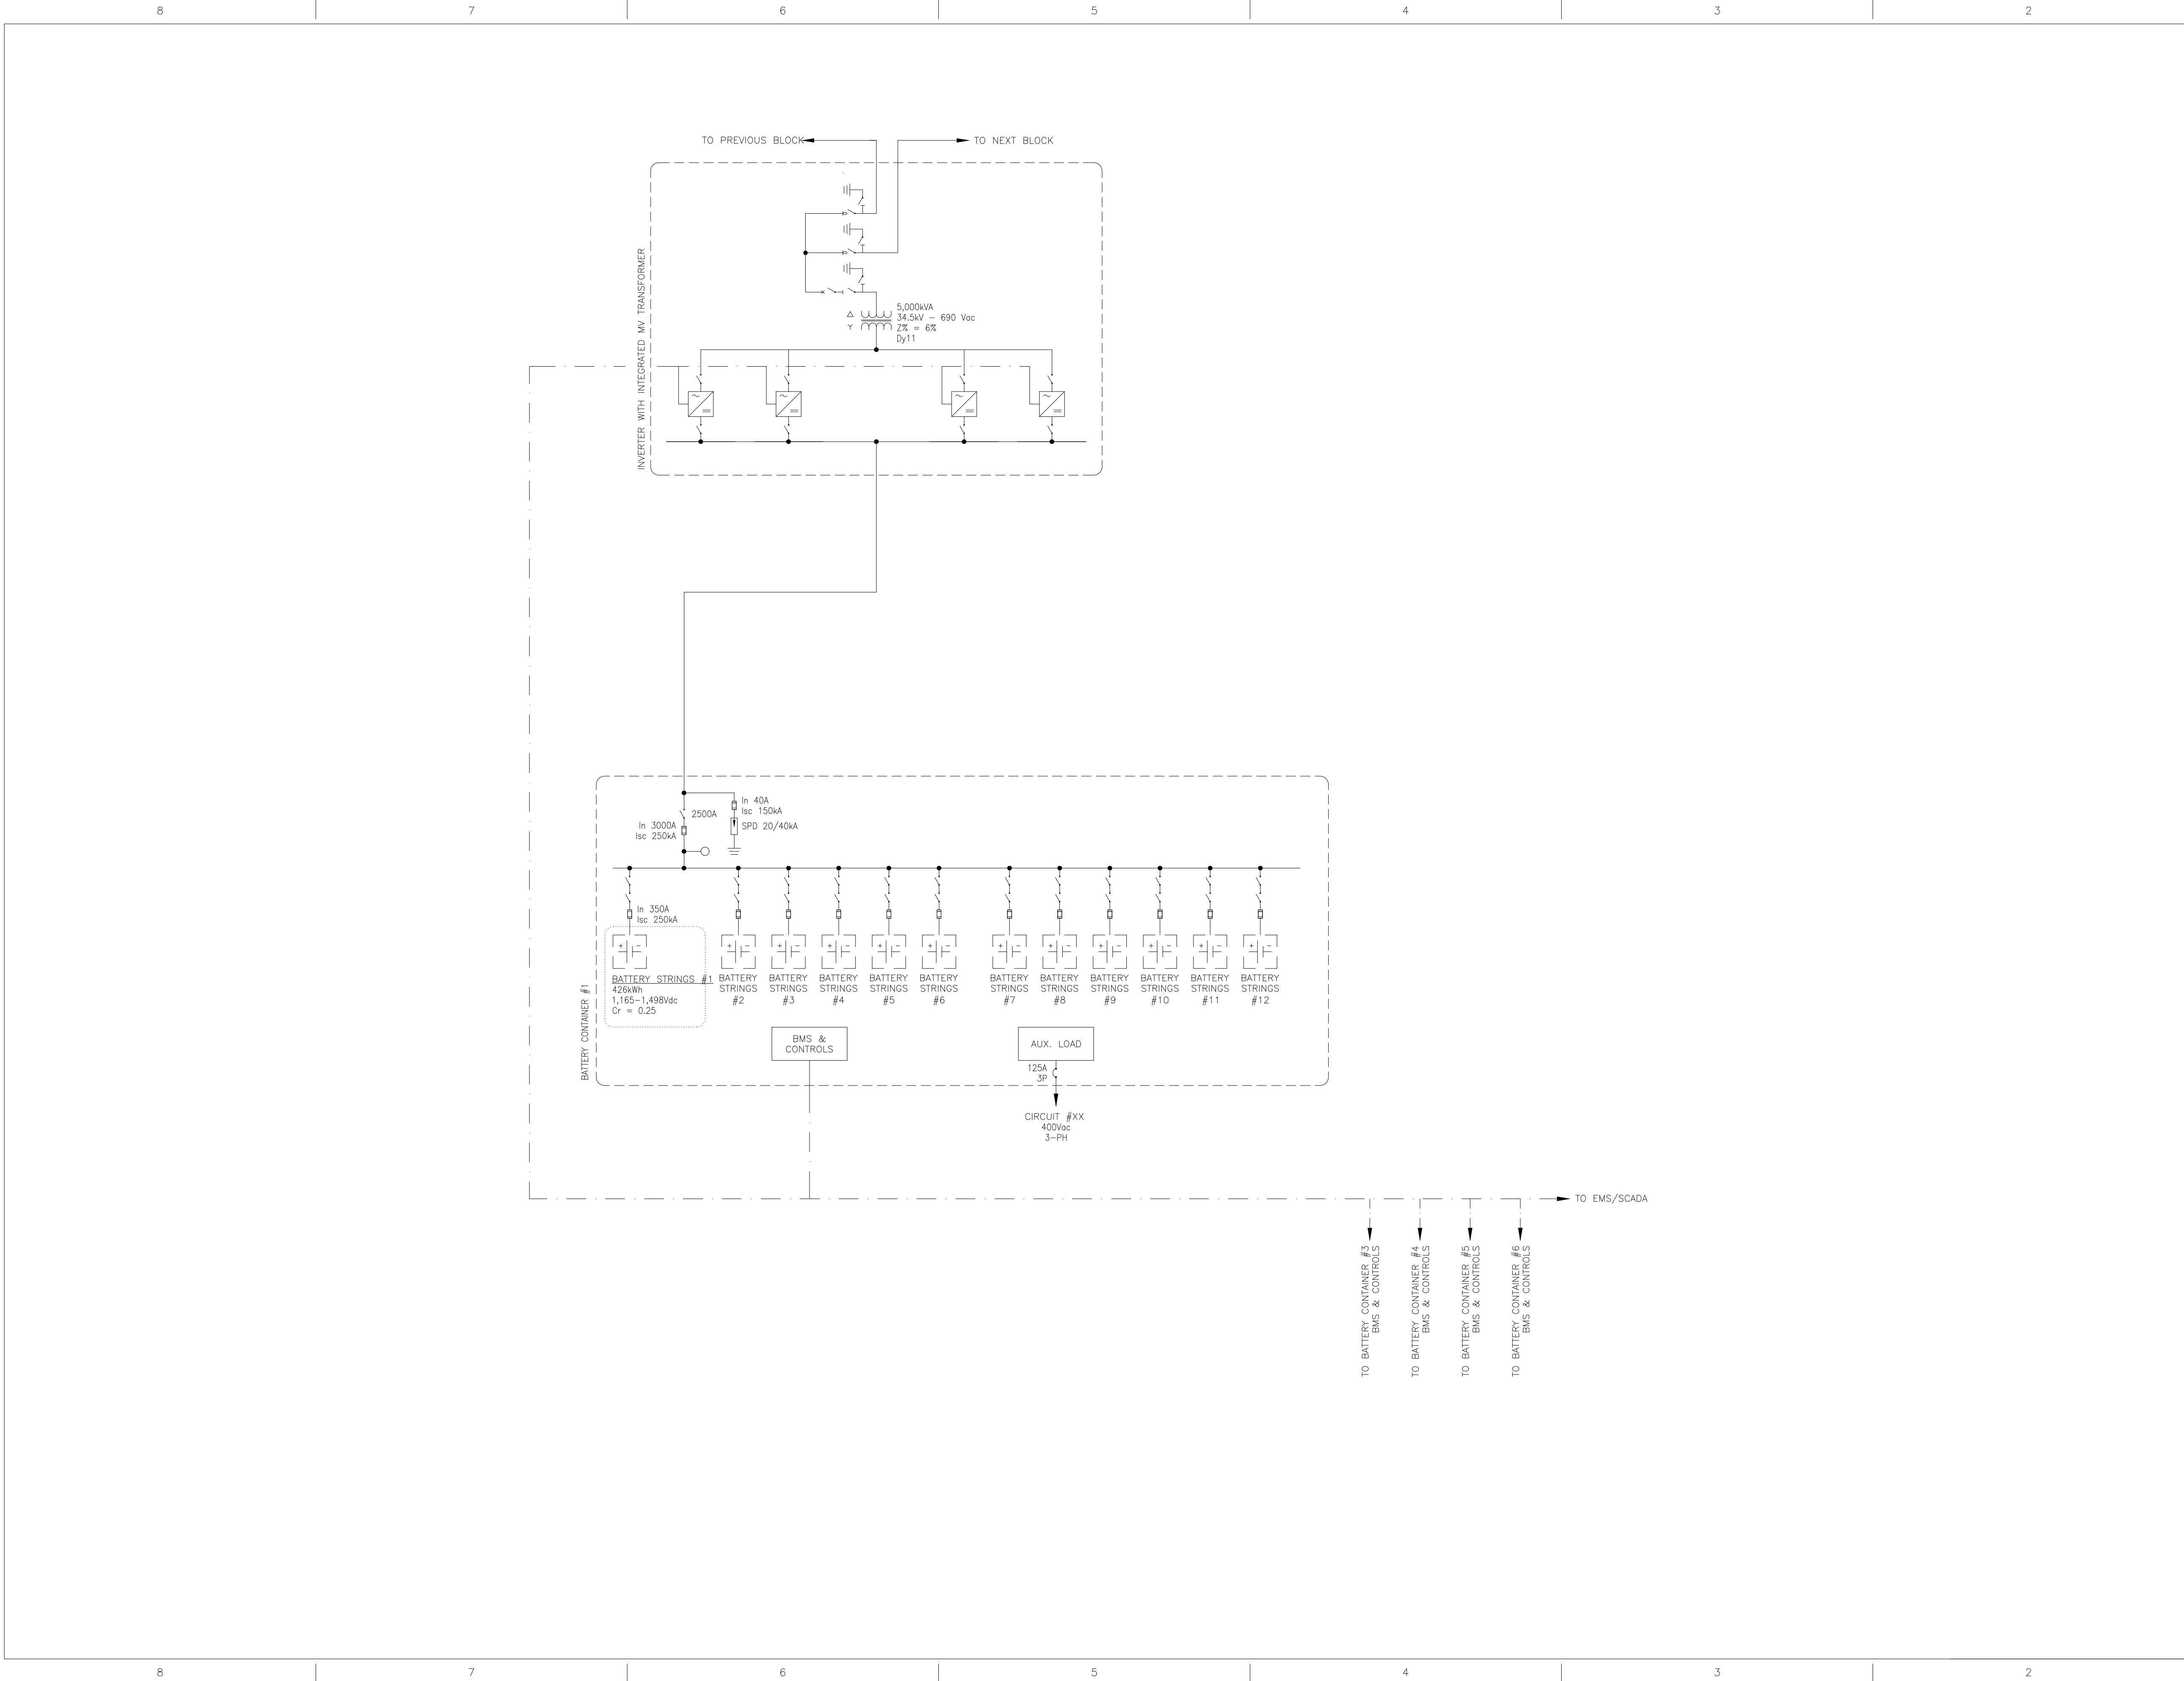 8 7 6 5 4 3 2
TO PREVIOUS BLOCK
TO NEXT BLOCK
INVERTER WITH INTEGRATED MV TRANSFORMER
5,000kVA
34.5kV - 690 Vac
Z% = 6%
Dy11
In 40A
Isc 150kA
SPD 20/40kA
2500A
In 3000A
Isc 250kA
In 350A
Isc 250kA
BATTERY CONTAINER #1
BATTERY STRINGS #1
426kWh
1,165-1,498Vdc
Cr = 0.25
BATTERY
STRINGS
#2
BATTERY
STRINGS
#3
BATTERY
STRINGS
#4
BATTERY
STRINGS
#5
BATTERY
STRINGS
#6
BATTERY
STRINGS
#7
BATTERY
STRINGS
#8
BATTERY
STRINGS
#9
BATTERY
STRINGS
#10
BATTERY
STRINGS
#11
BATTERY
STRINGS
#12
BMS &
CONTROLS
AUX. LOAD
125A
3P
CIRCUIT #XX
400Vac
3-PH
TO EMS/SCADA
TO BATTERY CONTAINER #3
BMS & CONTROLS
TO BATTERY CONTAINER #4
BMS & CONTROLS
TO BATTERY CONTAINER #5
BMS & CONTROLS
TO BATTERY CONTAINER #6
BMS & CONTROLS
8 7 6 5 4 3 2